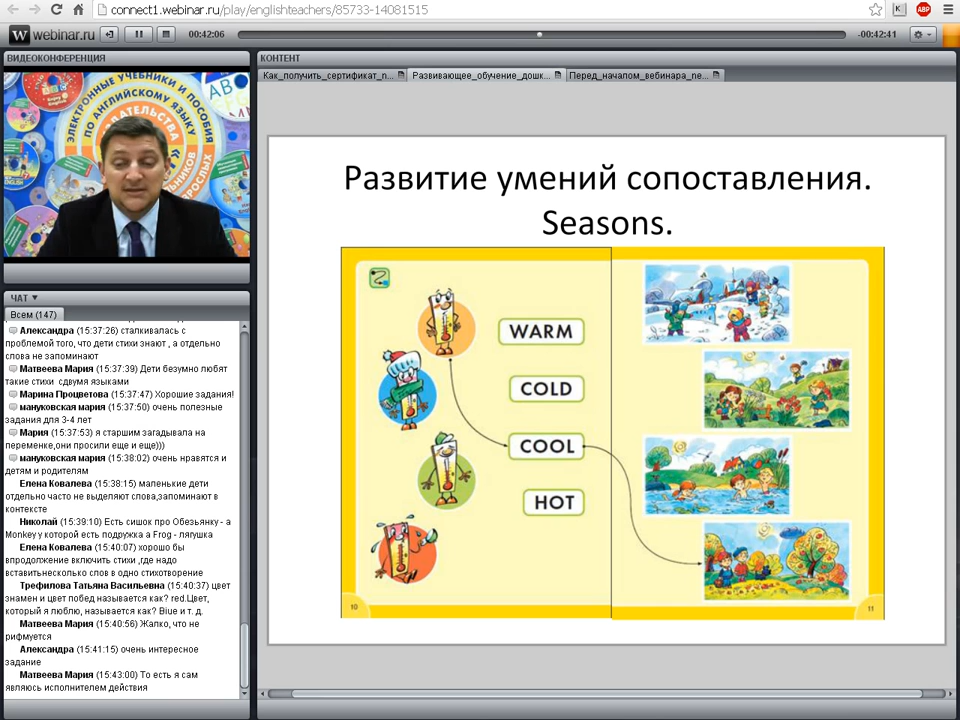 connect1.webinar.ru/play/englishteachers/85733-14081515
W webinar.ru
00:42:06
-00:42:41
ВИДЕОКОНФЕРЕНЦИЯ
ЭЛЕКТРОННЫЕ УЧЕБНИКИ И ПОСОБИЯ
ПО АНГЛИЙСКОМУ ЯЗЫКУ
ИЗДАТЕЛЬСТВА
ЧАТ
Всем (147)
Александра (15:37:26) сталкивалась с
проблемой того, что дети стихи знают , а отдельно
слова не запоминают
Матвеева Мария (15:37:39) Дети безумно любят
такие стихи сдвумя языками
Марина Процветова (15:37:47) Хорошие задания!
мануковская мария (15:37:50) очень полезные
задания для 3-4 лет
Мария (15:37:53) я старшим загадывала на
переменке,они просили еще и еще)))
мануковская мария (15:38:02) очень нравятся и
детям и родителям
Елена Ковалева (15:38:15) маленькие дети
отдельно часто не выделяют слова,запоминают в
контексте
Николай (15:39:10) Есть сишок про Обезьянку - а
Monkey у которой есть подружка a Frog - лягушка
Елена Ковалева (15:40:07) хорошо бы
впродолжение включить стихи ,где надо
вставитьнесколько слов в одно стихотворение
Трефилова Татьяна Васильевна (15:40:37) цвет
знамен и цвет побед называется как? red.Цвет,
который я люблю, называется как? Blue и т. д.
Матвеева Мария (15:40:56) Жалко, что не
рифмуется
Александра (15:41:15) очень интересное
задание
Матвеева Мария (15:43:00) То есть я сам
являюсь исполнителем действия
КОНТЕНТ
Как_получить_сертификат_п...
Развивающее_обучение_дошк...
Перед_началом_вебинара_пе...
Развитие умений сопоставления.
Seasons.
WARM
COLD
COOL
HOT
10
11